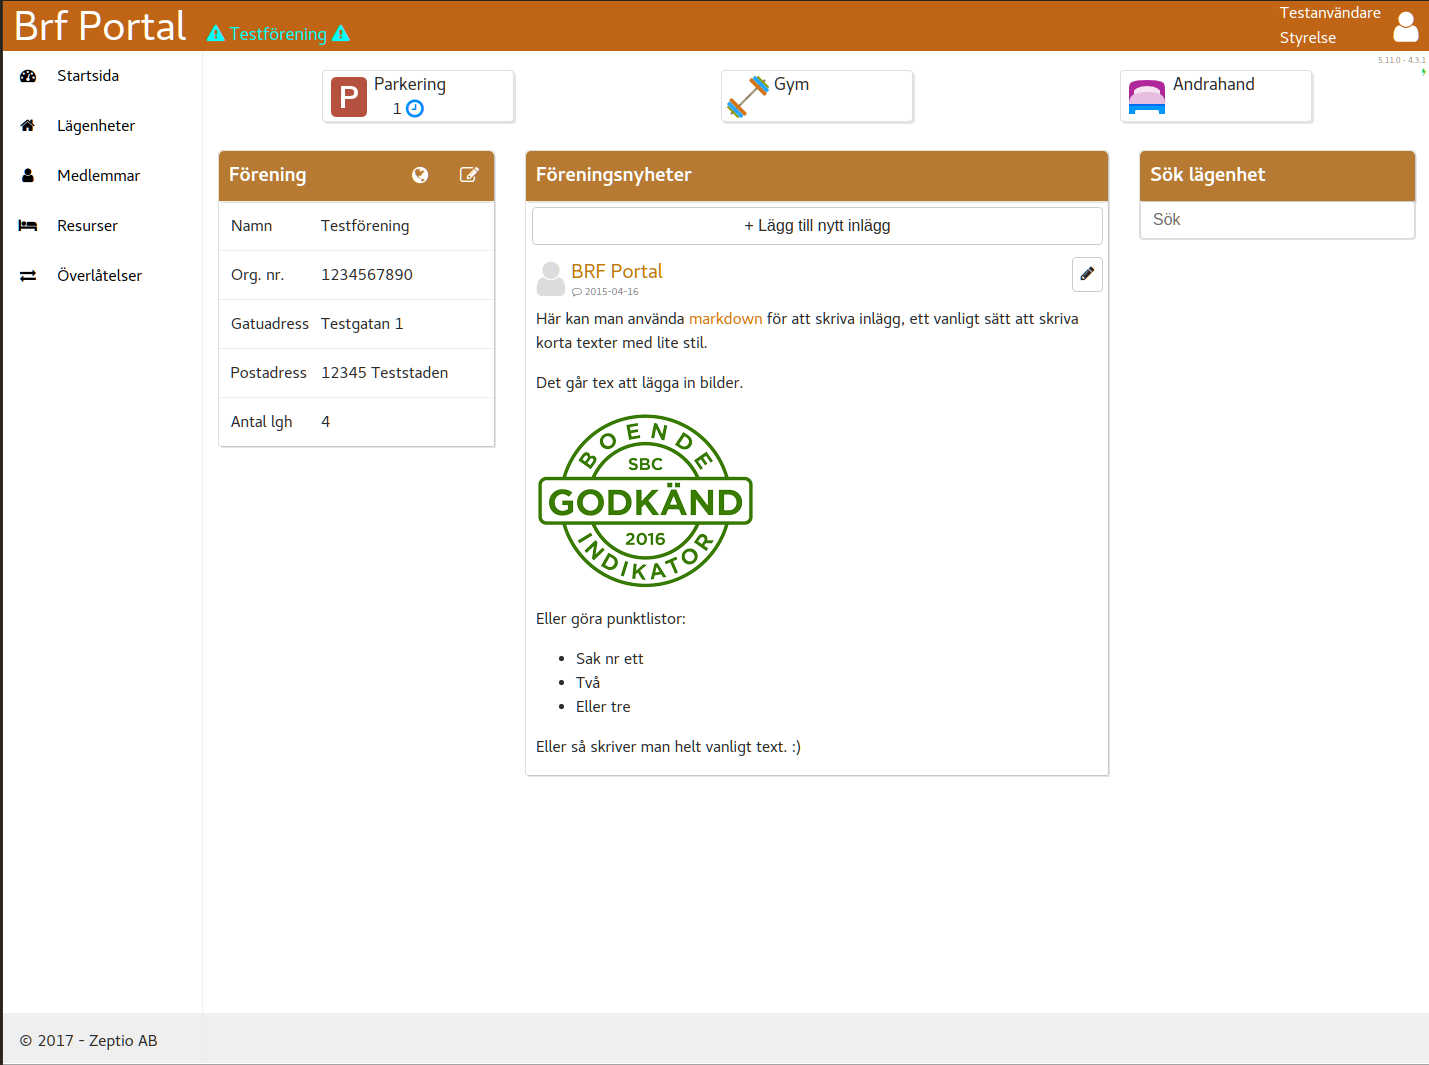 Brf Portal
Testförening
Testanvändare
Styrelse
5.11.0 - 4.3.1
Startsida
Lägenheter
Medlemmar
Resurser
Överlåtelser
P
Parkering
1
Gym
Andrahand
Förening
Namn Testförening
Org. nr. 1234567890
Gatuadress Testgatan 1
Postadress 12345 Teststaden
Antal lgh 4
Föreningsnyheter
+ Lägg till nytt inlägg
BRF Portal
2015-04-16
Här kan man använda markdown för att skriva inlägg, ett vanligt sätt att skriva
korta texter med lite stil.
Det går tex att lägga in bilder.
BOENDE
SBC
GODKÄND
2016
INDIKATOR
Eller göra punktlistor:
• Sak nr ett
• Två
• Eller tre
Eller så skriver man helt vanligt text. :)
Sök lägenhet
Sök
© 2017 - Zeptio AB